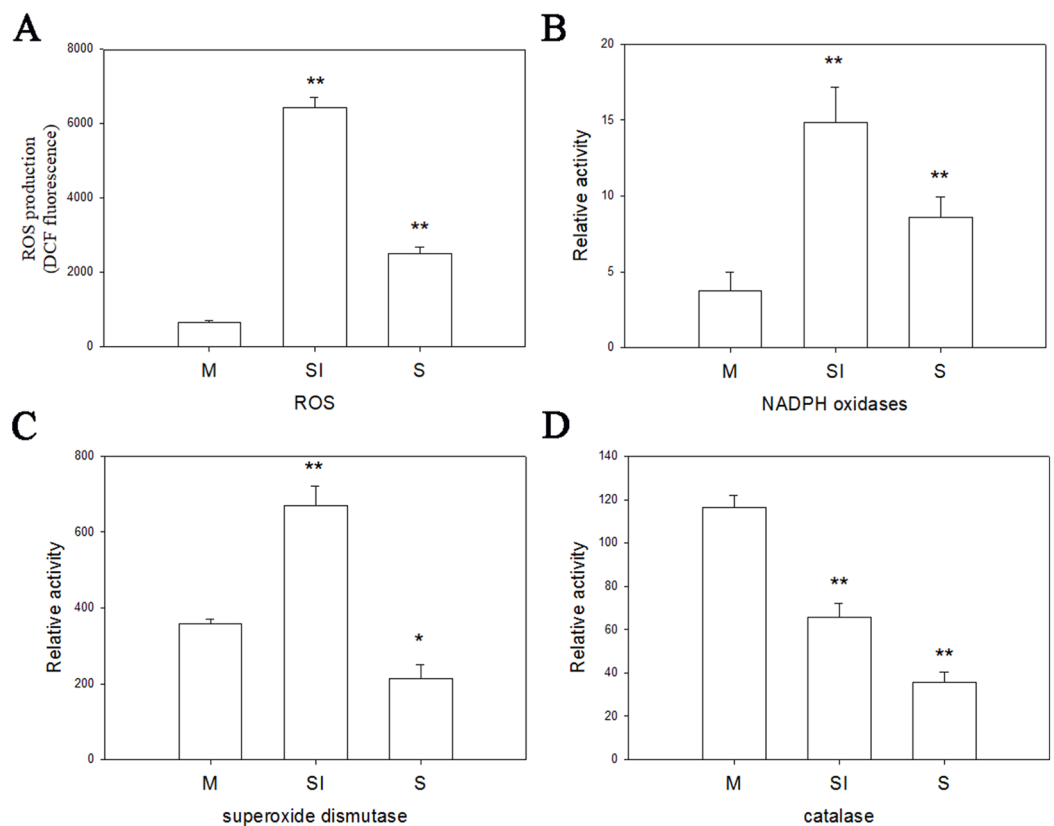 A
8000
6000
4000
2000
0
ROS production
(DCF fluorescence)
**
**
M SI S
ROS
B
20
15
10
5
0
Relative activity
**
**
M SI S
NADPH oxidases
C
800
600
400
200
0
Relative activity
**
*
M SI S
superoxide dismutase
D
140
120
100
80
60
40
20
0
Relative activity
**
**
M SI S
catalase